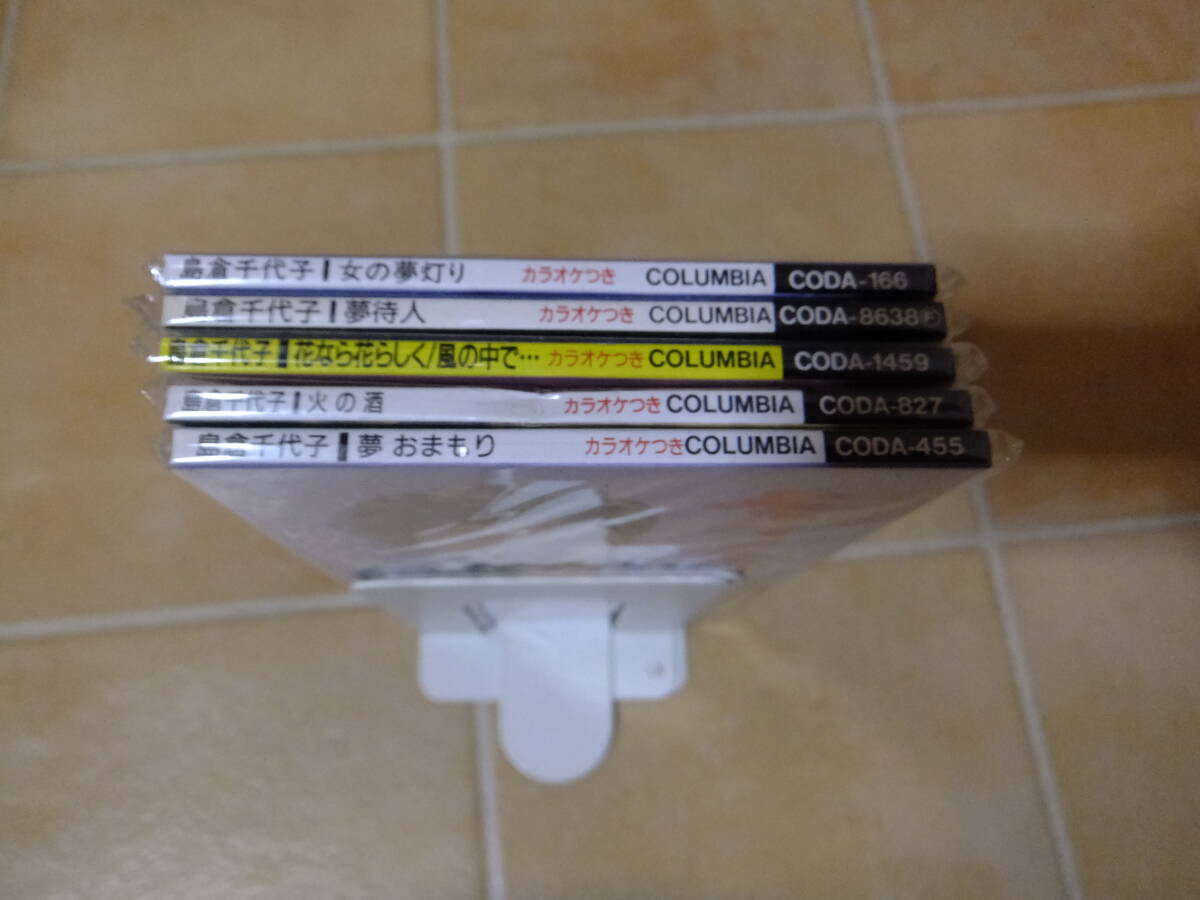 島倉千代子 | 女の夢灯り カラオケつき COLUMBIA CODA-166
島倉千代子 | 夢待人 カラオケつき COLUMBIA CODA-8638Ⓕ
島倉千代子 | 花なら花らしく/風の中で… カラオケつき COLUMBIA CODA-1459
島倉千代子 | 火の酒 カラオケつき COLUMBIA CODA-827
島倉千代子 | 夢 おまもり カラオケつき COLUMBIA CODA-455